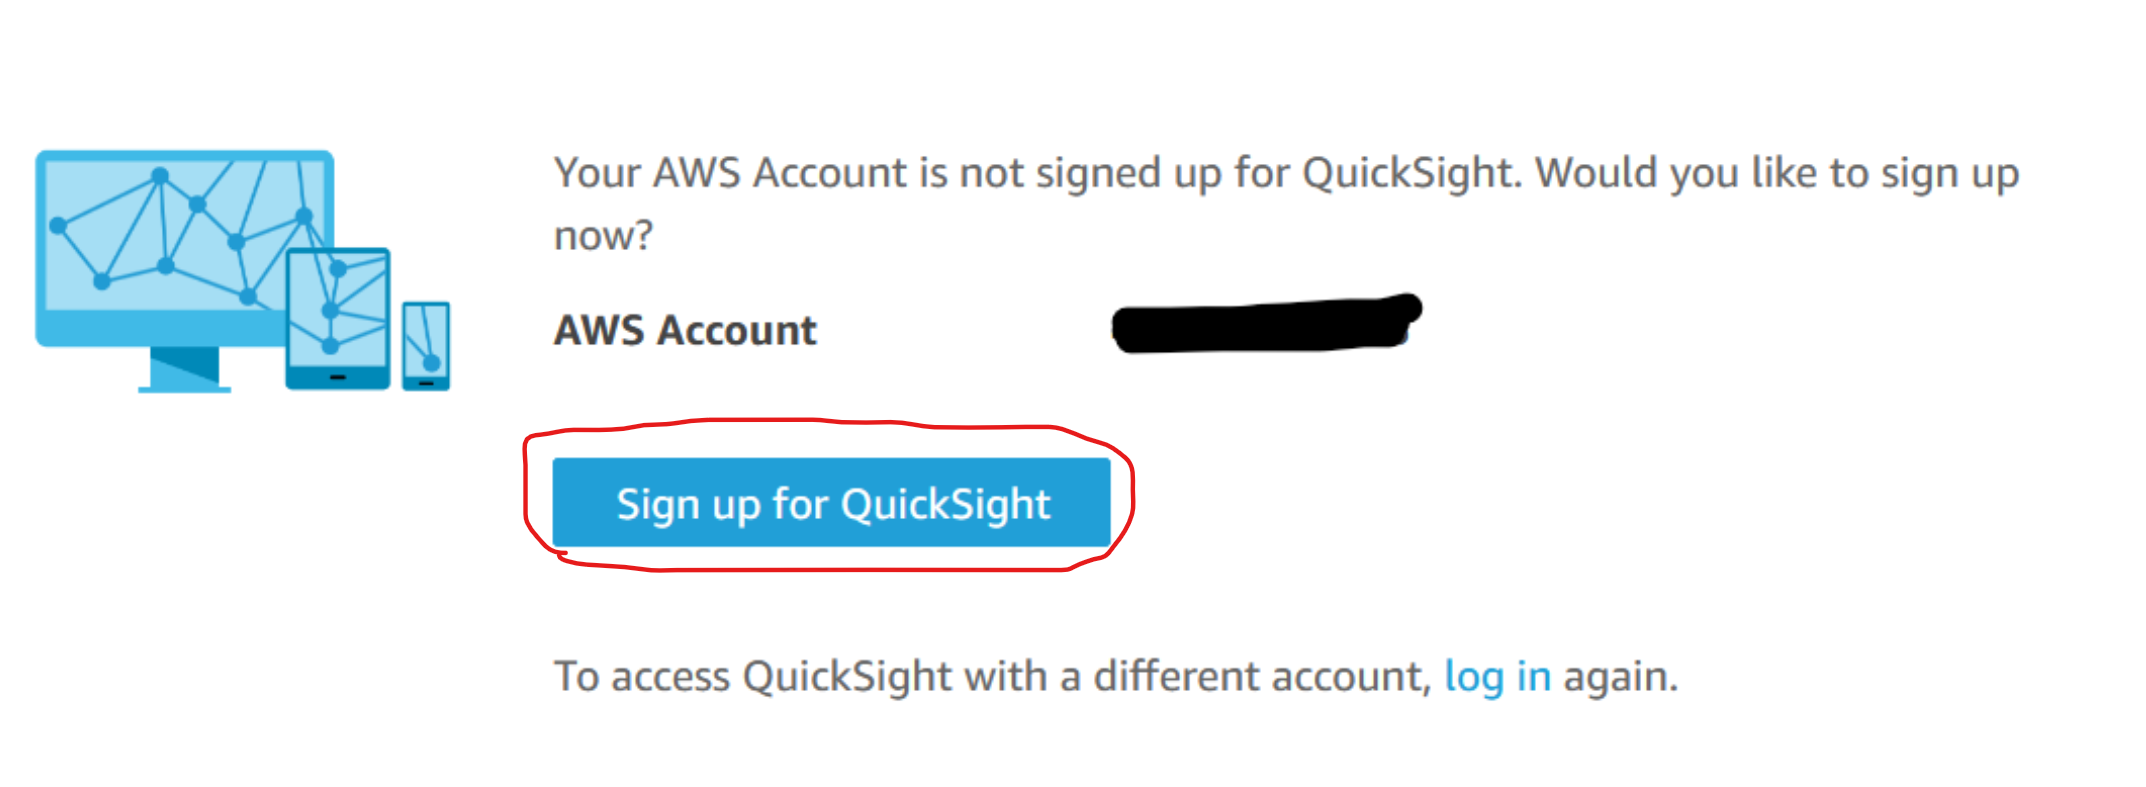 Your AWS Account is not signed up for QuickSight. Would you like to sign up
now?
AWS Account
Sign up for QuickSight
To access QuickSight with a different account, log in again.